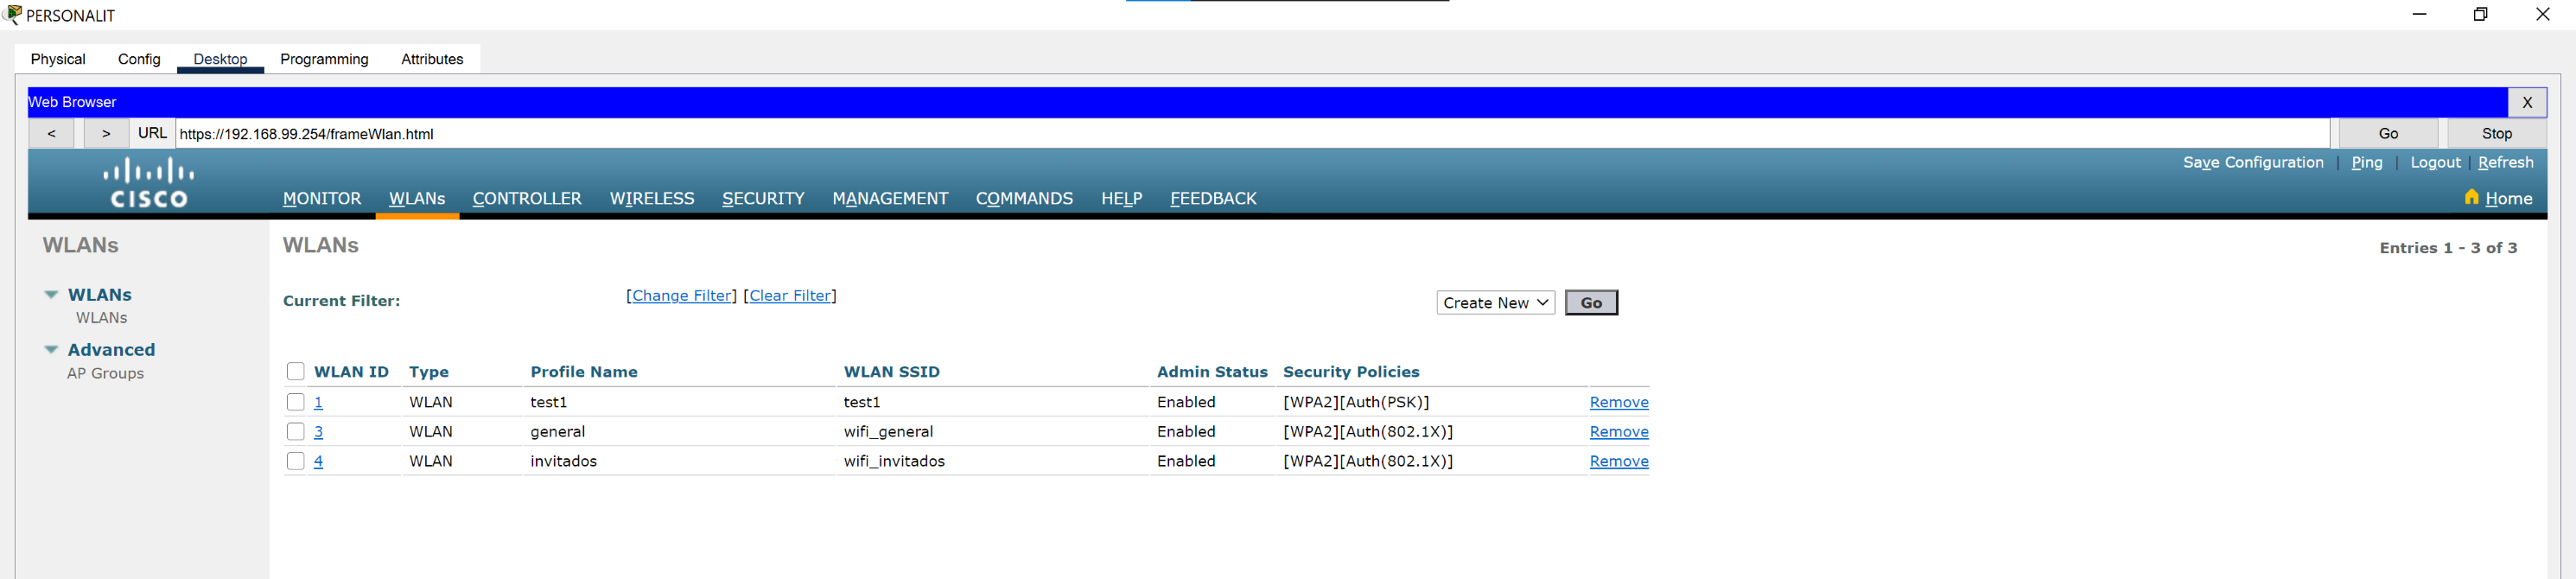 PERSONALIT
Physical Config Desktop Programming Attributes
Web Browser X
< > URL https://192.168.99.254/frameWlan.html Go Stop
Save Configuration | Ping | Logout | Refresh
CISCO MONITOR WLANs CONTROLLER WIRELESS SECURITY MANAGEMENT COMMANDS HELP FEEDBACK Home
WLANs
WLANs
WLANs
Advanced
AP Groups
WLANs Entries 1 - 3 of 3
Current Filter: [Change Filter] [Clear Filter] Create New Go
WLAN ID Type Profile Name WLAN SSID Admin Status Security Policies
1 WLAN test1 test1 Enabled [WPA2][Auth(PSK)] Remove
3 WLAN general wifi_general Enabled [WPA2][Auth(802.1X)] Remove
4 WLAN invitados wifi_invitados Enabled [WPA2][Auth(802.1X)] Remove